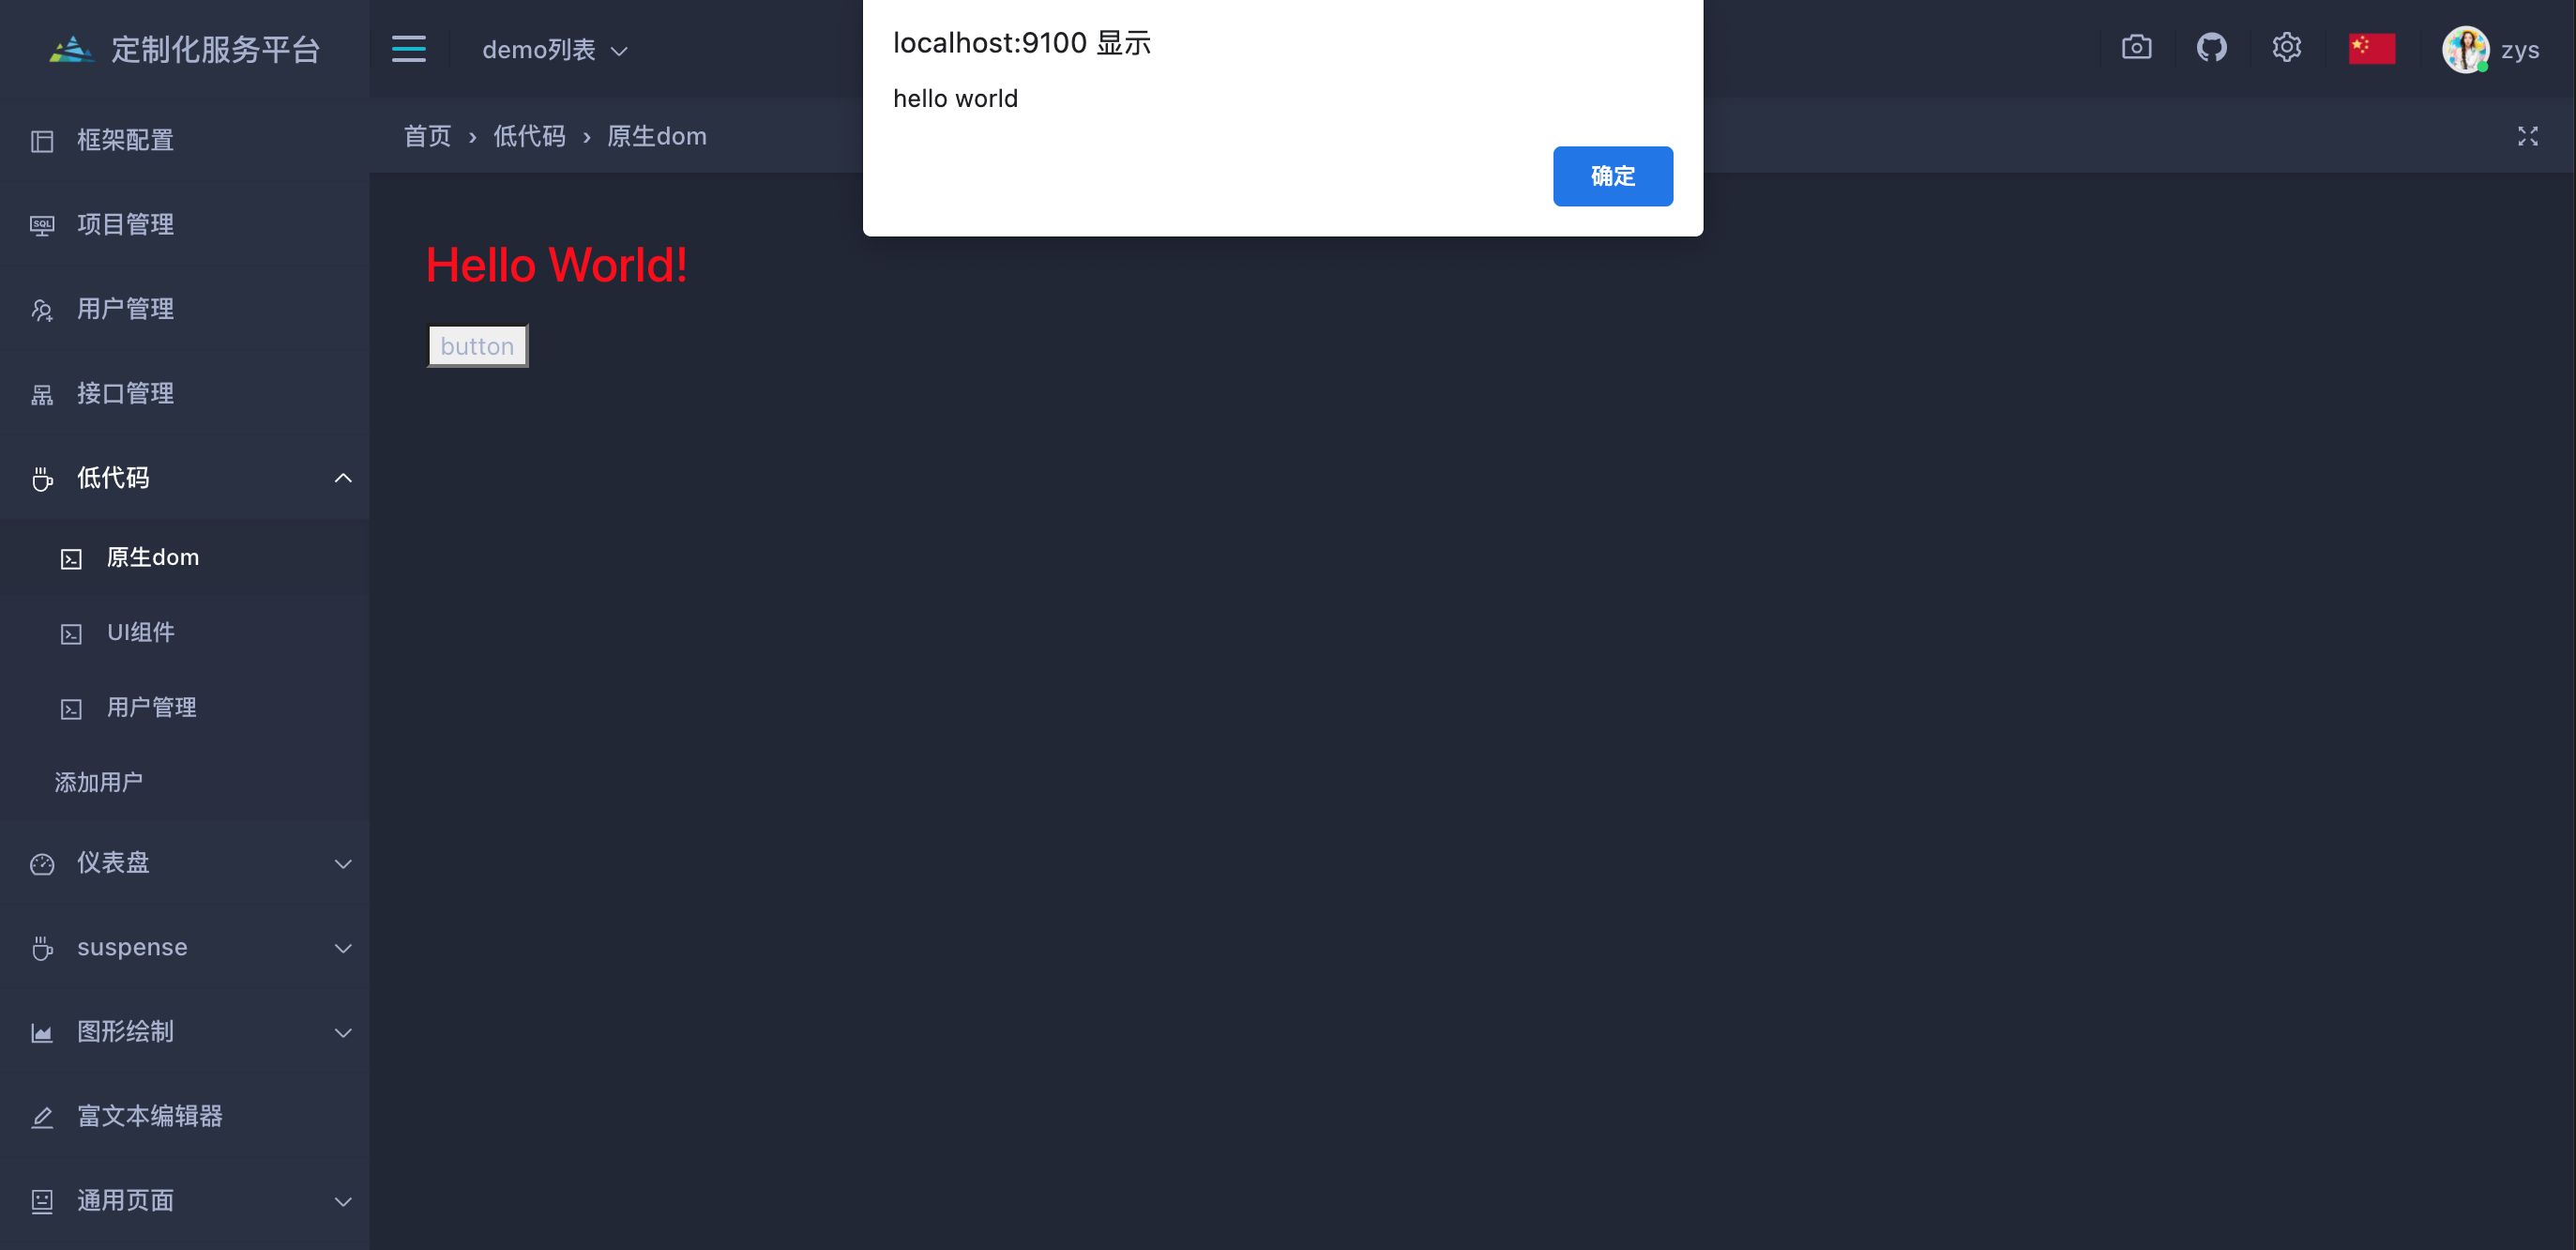 定制化服务平台
demo列表
localhost:9100 显示
hello world
确定
zys
首页 › 低代码 › 原生dom
Hello World!
button
框架配置
SQL 项目管理
用户管理
接口管理
低代码
原生dom
UI组件
用户管理
添加用户
仪表盘
suspense
图形绘制
富文本编辑器
通用页面